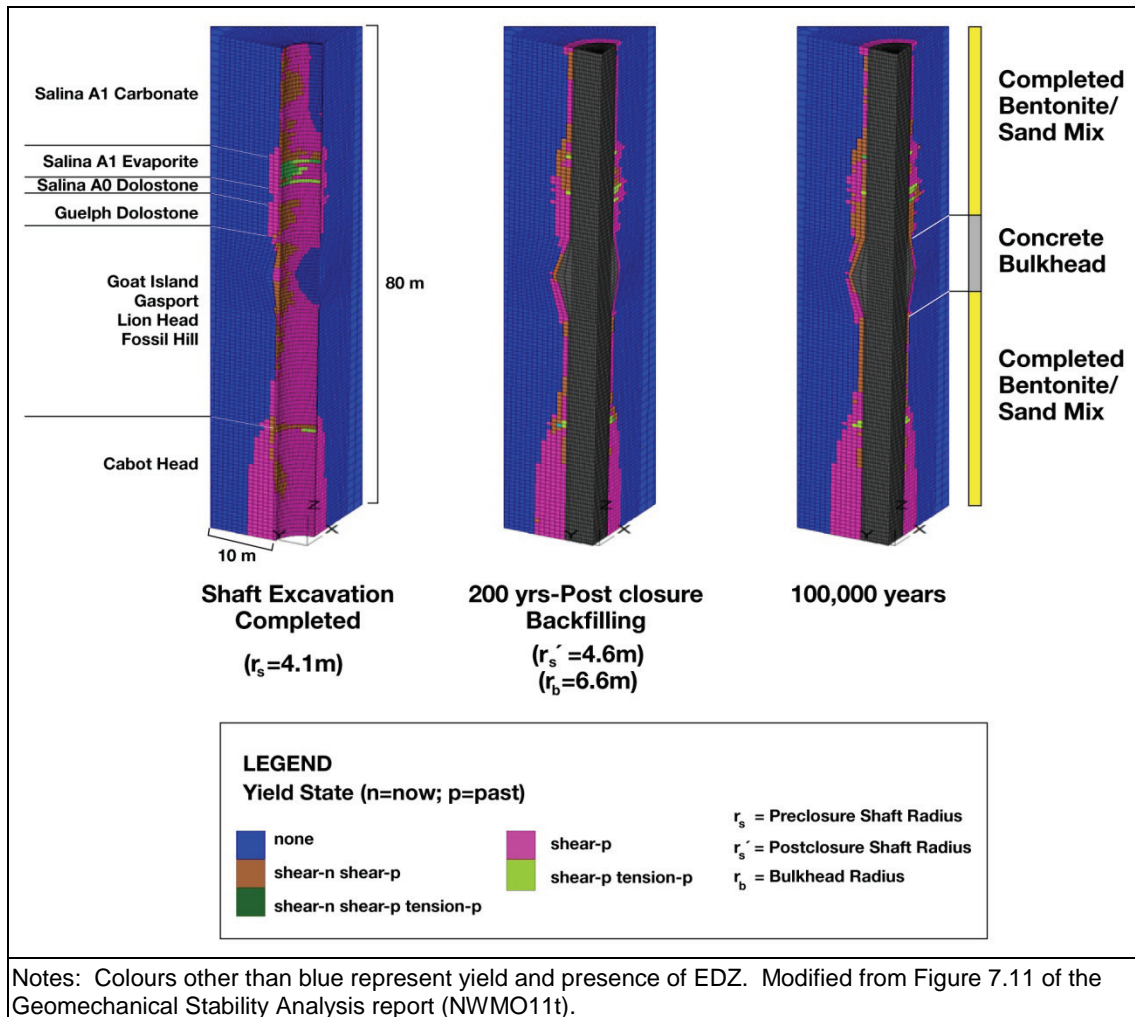 Salina A1 Carbonate
Salina A1 Evaporite
Salina A0 Dolostone
Guelph Dolostone
Goat Island
Gasport
Lion Head
Fossil Hill
Cabot Head
10 m
80 m
Z
Y
X
Z
Y
X
Z
Y
X
Completed
Bentonite/
Sand Mix
Concrete
Bulkhead
Completed
Bentonite/
Sand Mix
Shaft Excavation
Completed
(rs=4.1m)
200 yrs-Post closure
Backfilling
(rs´ =4.6m)
(rb=6.6m)
100,000 years
LEGEND
Yield State (n=now; p=past)
none
shear-n shear-p
shear-n shear-p tension-p
shear-p
shear-p tension-p
rs = Preclosure Shaft Radius
rs´ = Postclosure Shaft Radius
rb = Bulkhead Radius
Notes: Colours other than blue represent yield and presence of EDZ. Modified from Figure 7.11 of the
Geomechanical Stability Analysis report (NWMO11t).